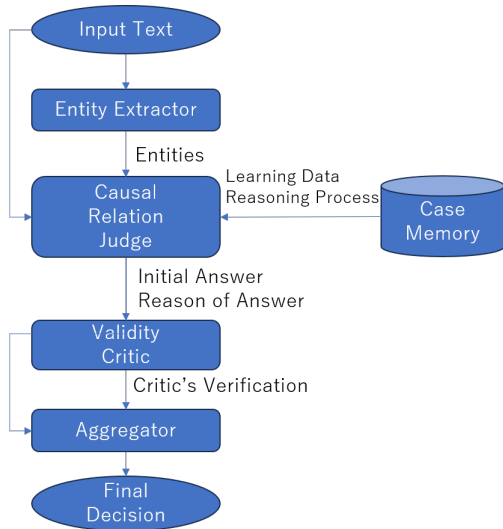 Input Text
Entity Extractor
Entities
Learning Data
Reasoning Process
Causal
Relation
Judge
Case
Memory
Initial Answer
Reason of Answer
Validity
Critic
Critic's Verification
Aggregator
Final
Decision